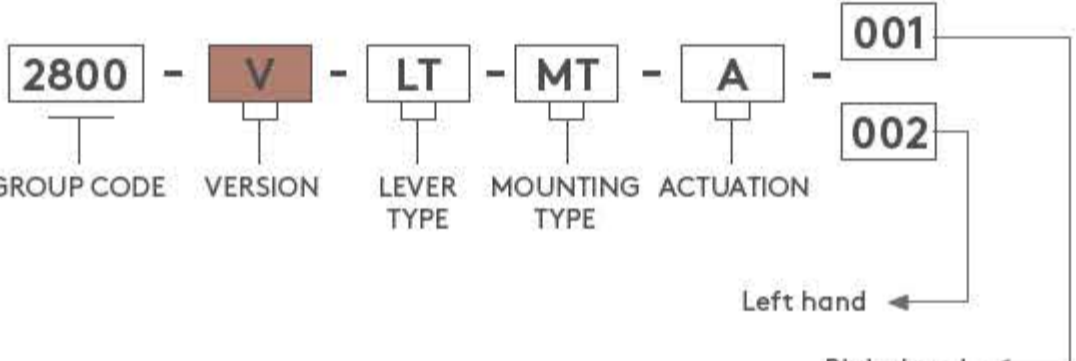 001
2800 - V - LT - MT - A -
002
GROUP CODE VERSION LEVER TYPE MOUNTING TYPE ACTUATION
Left hand